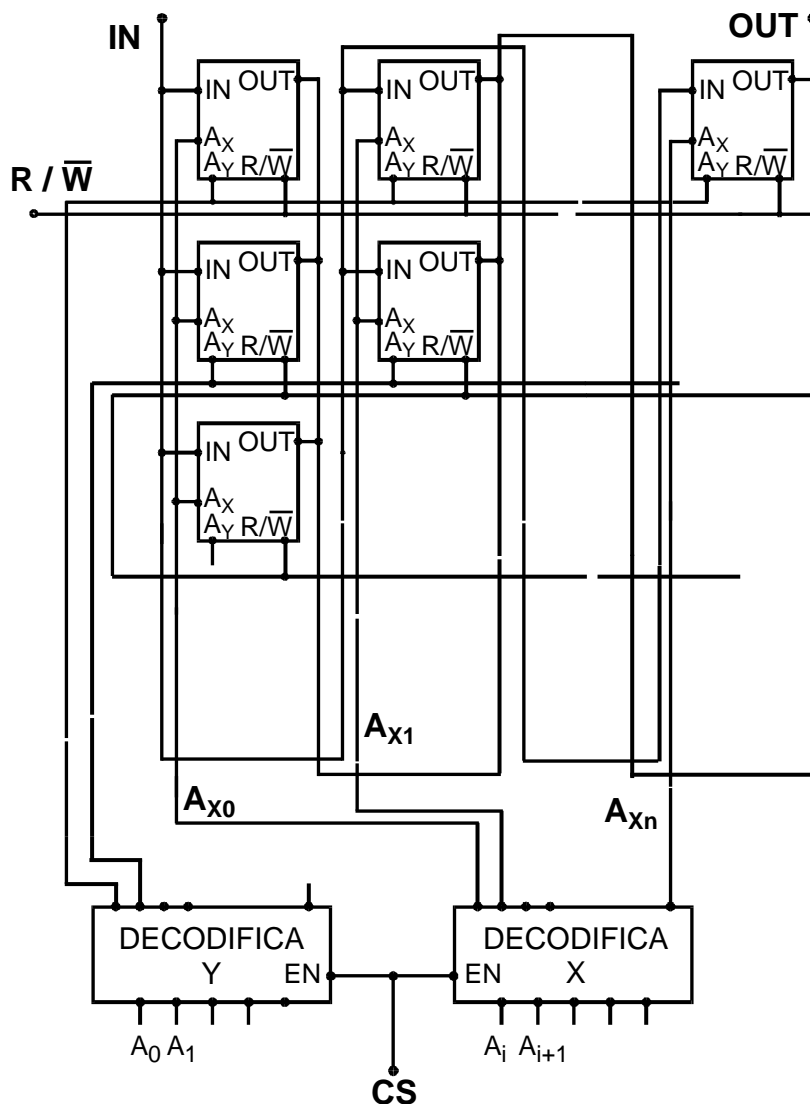 IN OUT
IN OUT IN OUT IN OUT
A_X A_X A_X
A_Y R/W̅ A_Y R/W̅ A_Y R/W̅
R / W̅
IN OUT IN OUT
A_X A_X
A_Y R/W̅ A_Y R/W̅
IN OUT
A_X
A_Y R/W̅
A_X1
A_X0 A_Xn
DECODIFICA DECODIFICA
Y EN EN X
A_0 A_1 A_i A_i+1
CS